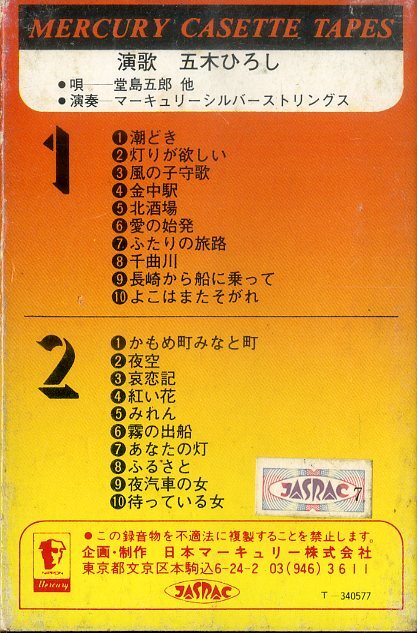 MERCURY CASETTE TAPES
演歌 五木ひろし
●唄——堂島五郎 他
●演奏—マーキュリーシルバーストリングス
1
❶潮どき
❷灯りが欲しい
❸風の子守歌
❹金中駅
❺北酒場
❻愛の始発
❼ふたりの旅路
❽千曲川
❾長崎から船に乗って
❿よこはまたそがれ
2
❶かもめ町みなと町
❷夜空
❸哀恋記
❹紅い花
❺みれん
❻霧の出船
❼あなたの灯
❽ふるさと
❾夜汽車の女
❿待っている女
JASRAC 7
●この録音物を不適法に複製することを禁止します。
企画・制作 日本マーキュリー株式会社
東京都文京区本駒込6-24-2 03(946)3611
NIPPON
Mercury
JASRAC
T—340577